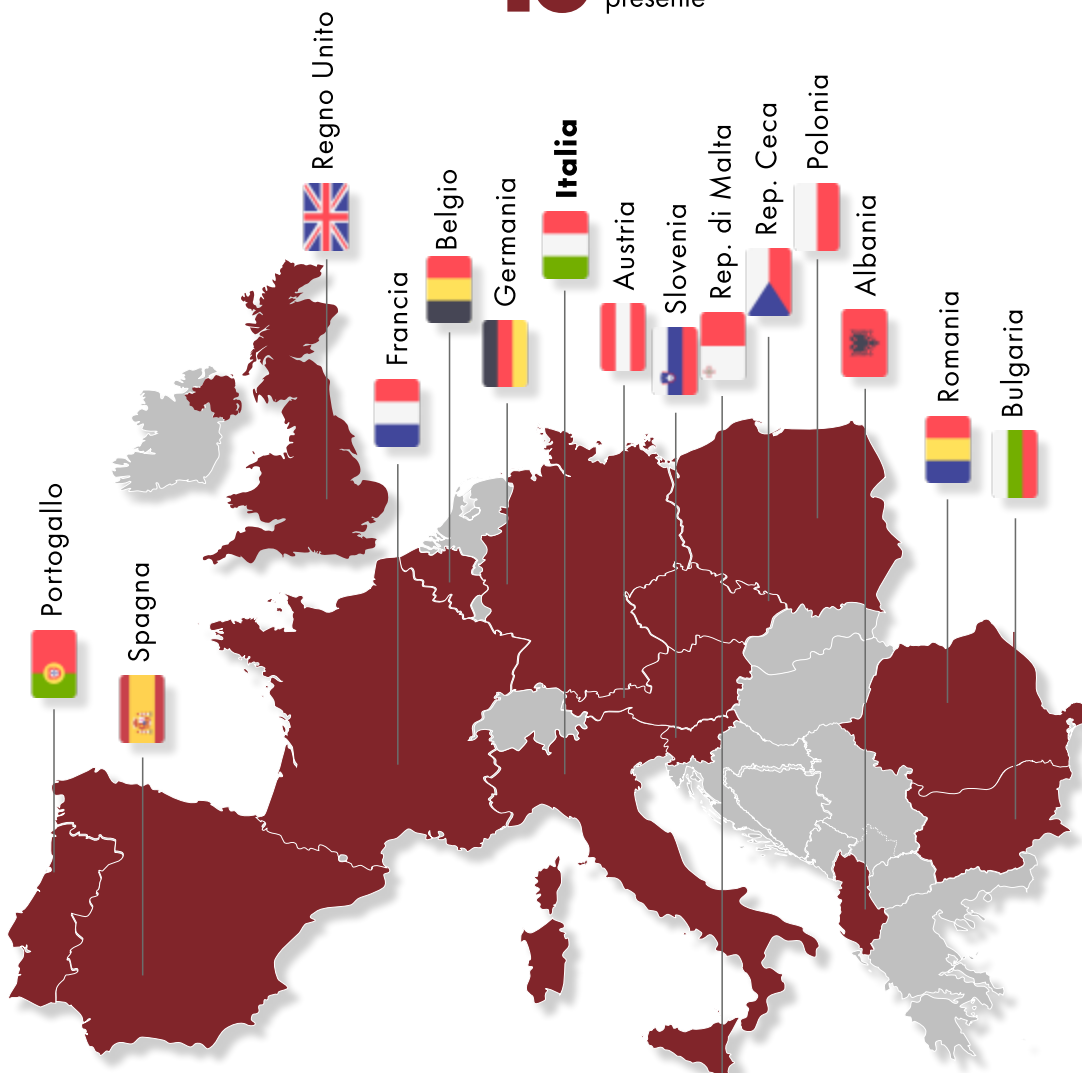 presente
Regno Unito
Polonia
Rep. Ceca
Italia
Rep. di Malta
Belgio
Germania
Albania
Austria
Slovenia
Francia
Romania
Bulgaria
Portogallo
Spagna